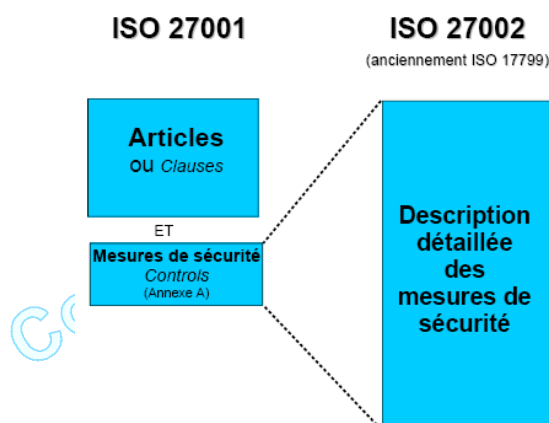 ISO 27001
ISO 27002
(anciennement ISO 17799)
Articles
ou Clauses
ET
Mesures de sécurité
Controls
(Annexe A)
Description
détaillée
des
mesures de
sécurité